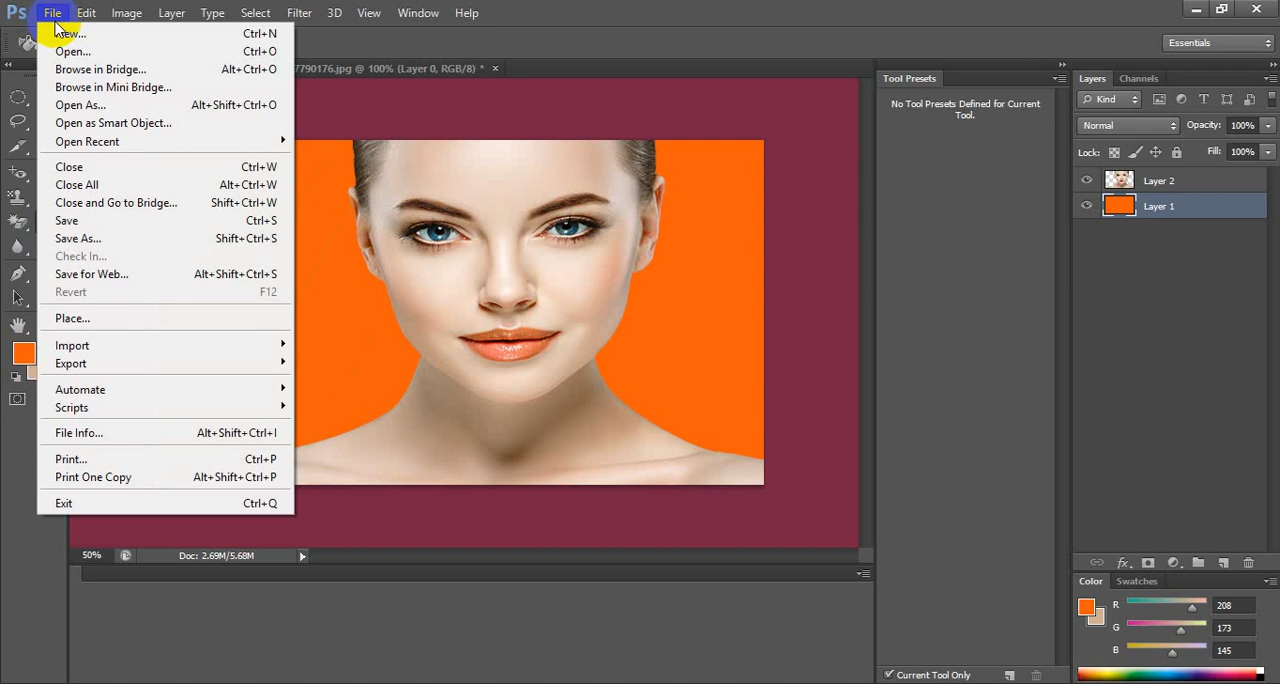 Ps File Edit Image Layer Type Select Filter 3D View Window Help
Essentials
7790176.jpg @ 100% (Layer 0, RGB/8) * ×
New... Ctrl+N
Open... Ctrl+O
Browse in Bridge... Alt+Ctrl+O
Browse in Mini Bridge...
Open As... Alt+Shift+Ctrl+O
Open as Smart Object...
Open Recent
Close Ctrl+W
Close All Alt+Ctrl+W
Close and Go to Bridge... Shift+Ctrl+W
Save Ctrl+S
Save As... Shift+Ctrl+S
Check In...
Save for Web... Alt+Shift+Ctrl+S
Revert F12
Place...
Import
Export
Automate
Scripts
File Info... Alt+Shift+Ctrl+I
Print... Ctrl+P
Print One Copy Alt+Shift+Ctrl+P
Exit Ctrl+Q
50% Doc: 2.69M/5.68M
Tool Presets
No Tool Presets Defined for Current
Tool.
Current Tool Only
Layers Channels
Kind
Normal Opacity: 100%
Lock: Fill: 100%
Layer 2
Layer 1
fx
Color Swatches
R 208
G 173
B 145